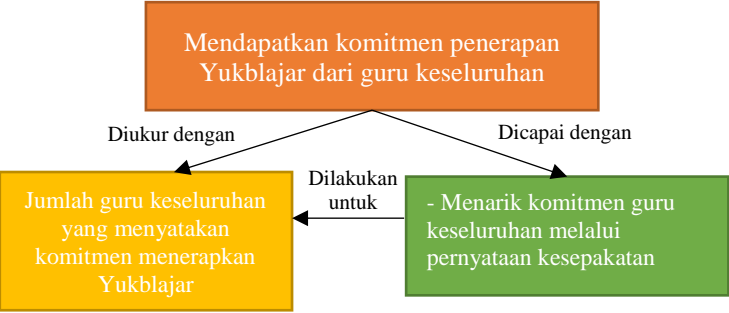 Mendapatkan komitmen penerapan
Yukblajar dari guru keseluruhan
Diukur dengan
Dicapai dengan
Jumlah guru keseluruhan
yang menyatakan
komitmen menerapkan
Yukblajar
Dilakukan
untuk
- Menarik komitmen guru
keseluruhan melalui
pernyataan kesepakatan